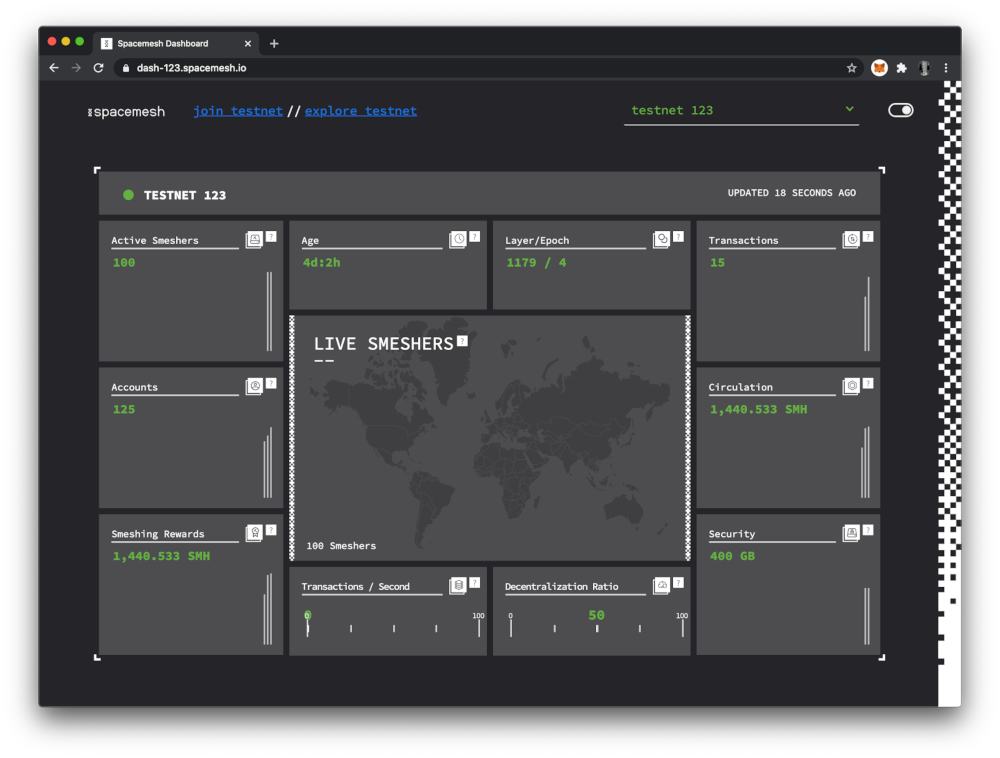 Spacemesh Dashboard
dash-123.spacemesh.io
spacemesh
join testnet // explore testnet
testnet 123
TESTNET 123
UPDATED 18 SECONDS AGO
Active Smeshers ?
100
Age ?
4d:2h
Layer/Epoch ?
1179 / 4
Transactions ?
15
LIVE SMESHERS ?
100 Smeshers
Accounts ?
125
Circulation ?
1,440.533 SMH
Smeshing Rewards ?
1,440.533 SMH
Security ?
400 GB
Transactions / Second ?
0
0 100
Decentralization Ratio ?
50
0 100